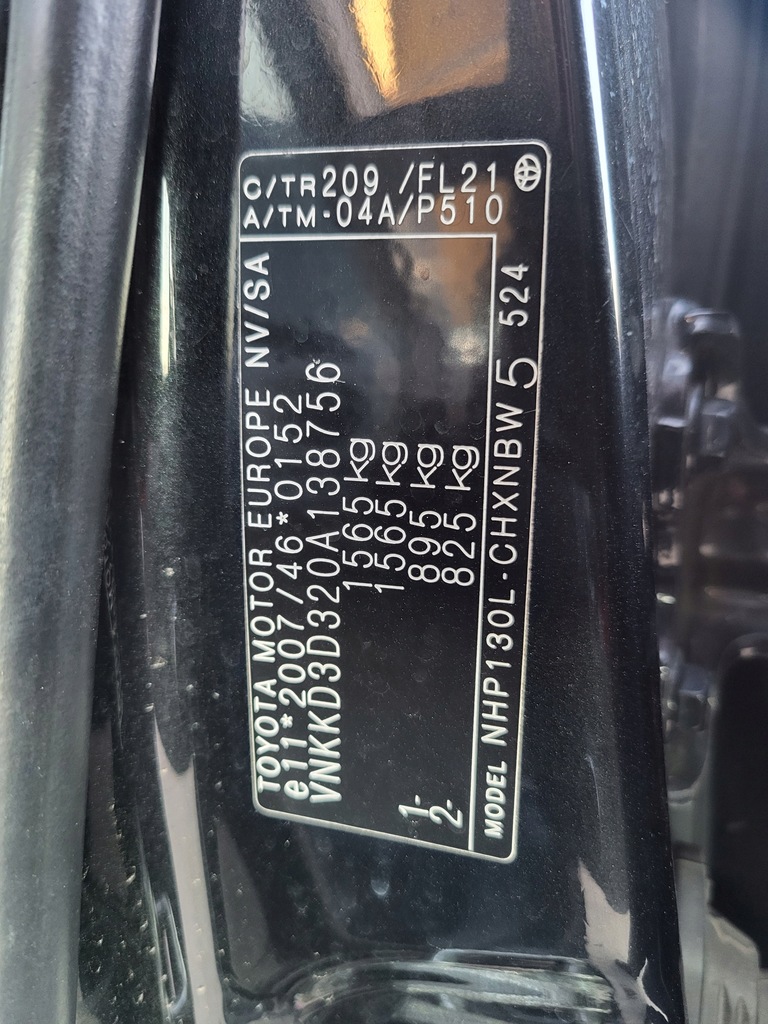 TOYOTA MOTOR EUROPE NV/SA
e11*2007/46*0152
VNKKD3D320A138756
1565 kg
1565 kg
1- 895 kg
2- 825 kg
MODEL NHP130L-CHXNBW 5 524
C/TR209 /FL21
A/TM-04A/P510